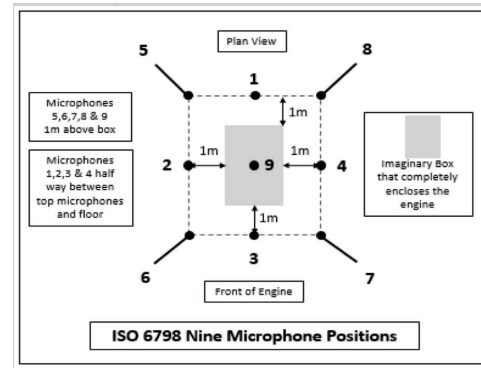 Plan View
5
8
1
Microphones
5,6,7,8 & 9
1m above box
1m
Microphones
1,2,3 & 4 half
way between
top microphones
and floor
2
1m
9
1m
4
Imaginary Box
that completely
encloses the
engine
1m
6
3
7
Front of Engine
ISO 6798 Nine Microphone Positions